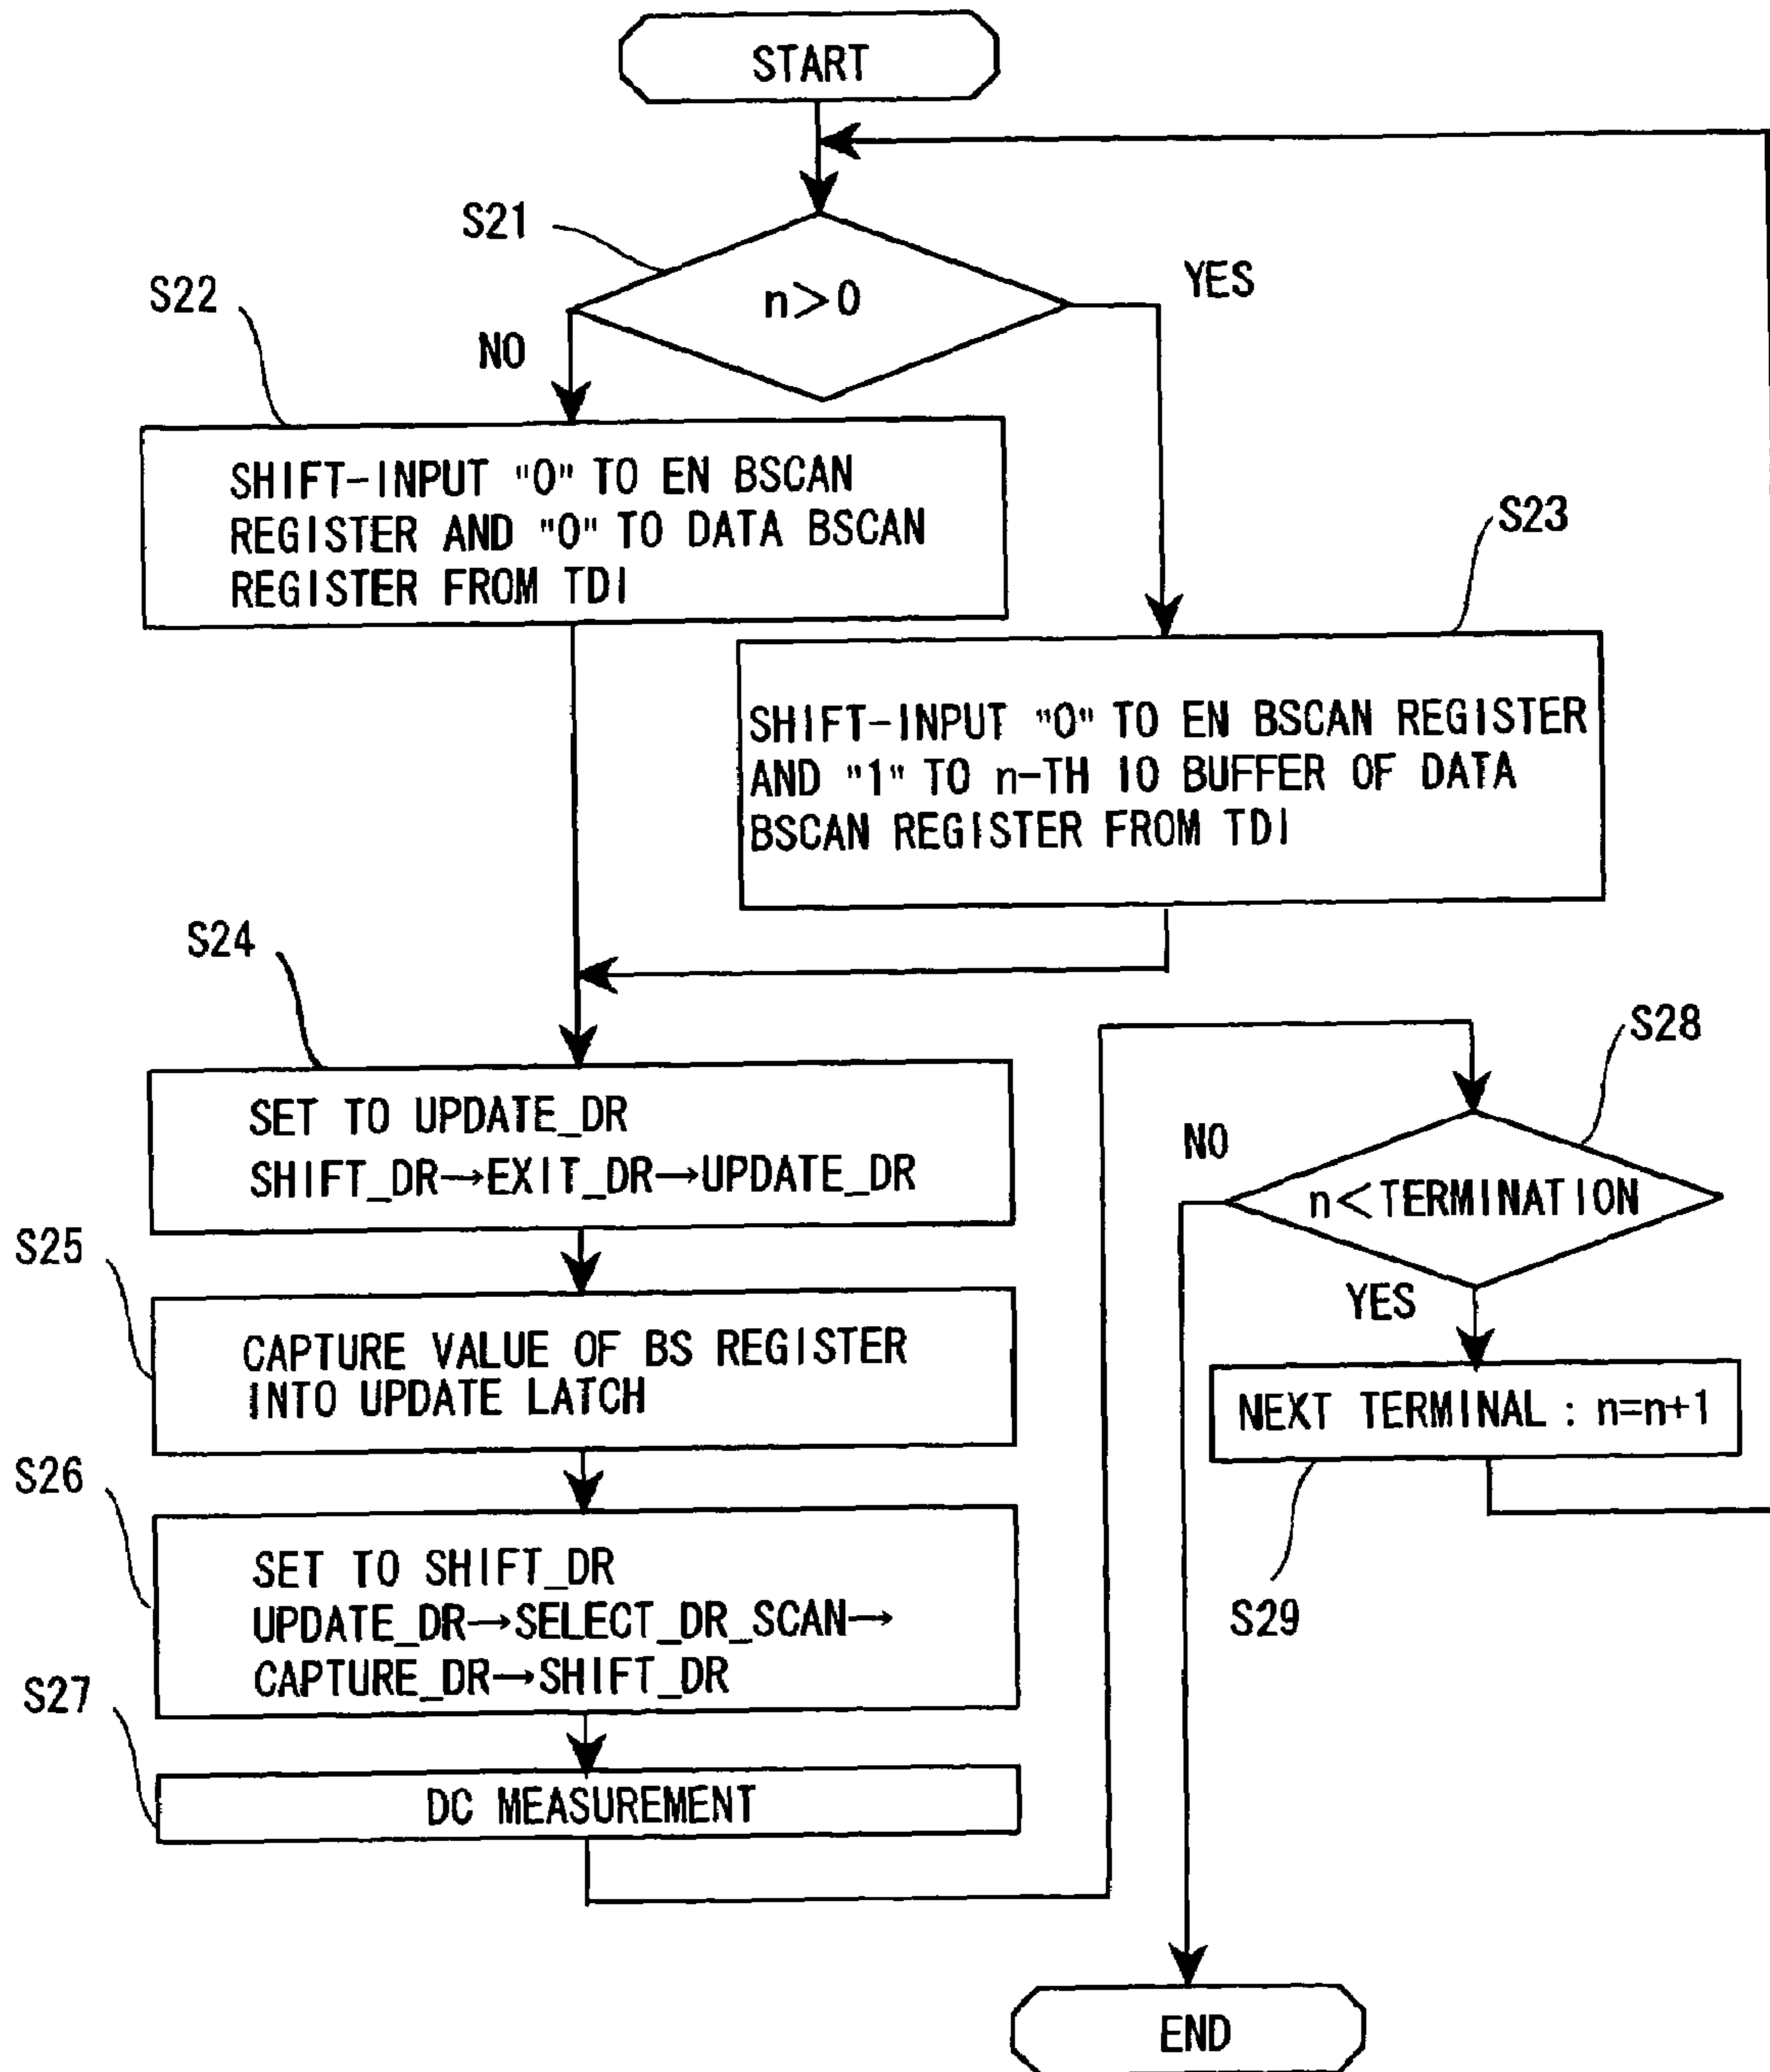 START
S21
n>0
YES
NO
S22
SHIFT-INPUT "0" TO EN BSCAN
REGISTER AND "0" TO DATA BSCAN
REGISTER FROM TDI
S23
SHIFT-INPUT "0" TO EN BSCAN REGISTER
AND "1" TO n-TH IO BUFFER OF DATA
BSCAN REGISTER FROM TDI
S24
SET TO UPDATE_DR
SHIFT_DR→EXIT_DR→UPDATE_DR
S25
CAPTURE VALUE OF BS REGISTER
INTO UPDATE LATCH
S26
SET TO SHIFT_DR
UPDATE_DR→SELECT_DR_SCAN→
CAPTURE_DR→SHIFT_DR
S27
DC MEASUREMENT
S28
NO
n<TERMINATION
YES
NEXT TERMINAL : n=n+1
S29
END